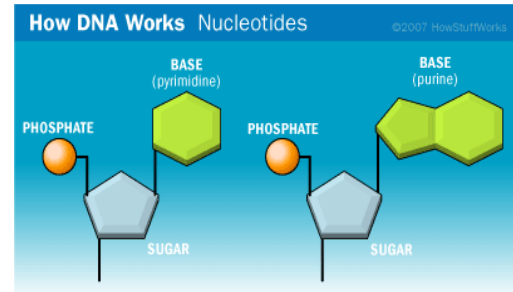 How DNA Works Nucleotides
©2007 HowStuffWorks
BASE
(pyrimidine)
BASE
(purine)
PHOSPHATE
PHOSPHATE
SUGAR
SUGAR